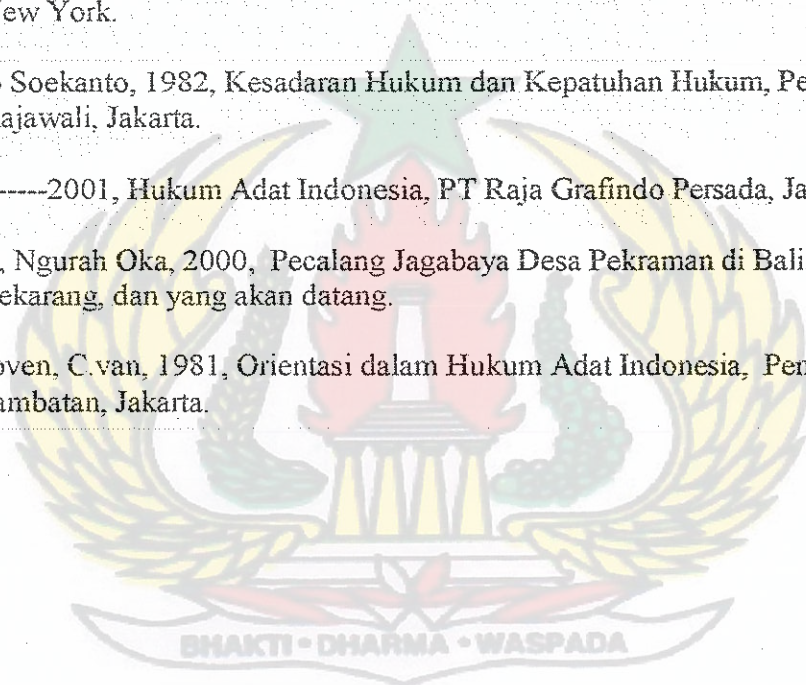 ew York.
Soekanto, 1982, Kesadaran Hukum dan Kepatuhan Hukum, Pe
ajawali, Jakarta.
-----2001, Hukum Adat Indonesia, PT Raja Grafindo Persada, Ja
, Ngurah Oka, 2000, Pecalang Jagabaya Desa Pekraman di Bali
ekarang, dan yang akan datang.
oven, C.van, 1981, Orientasi dalam Hukum Adat Indonesia, Pen
ambatan, Jakarta.
BHAKTI • DHARMA • WASPADA